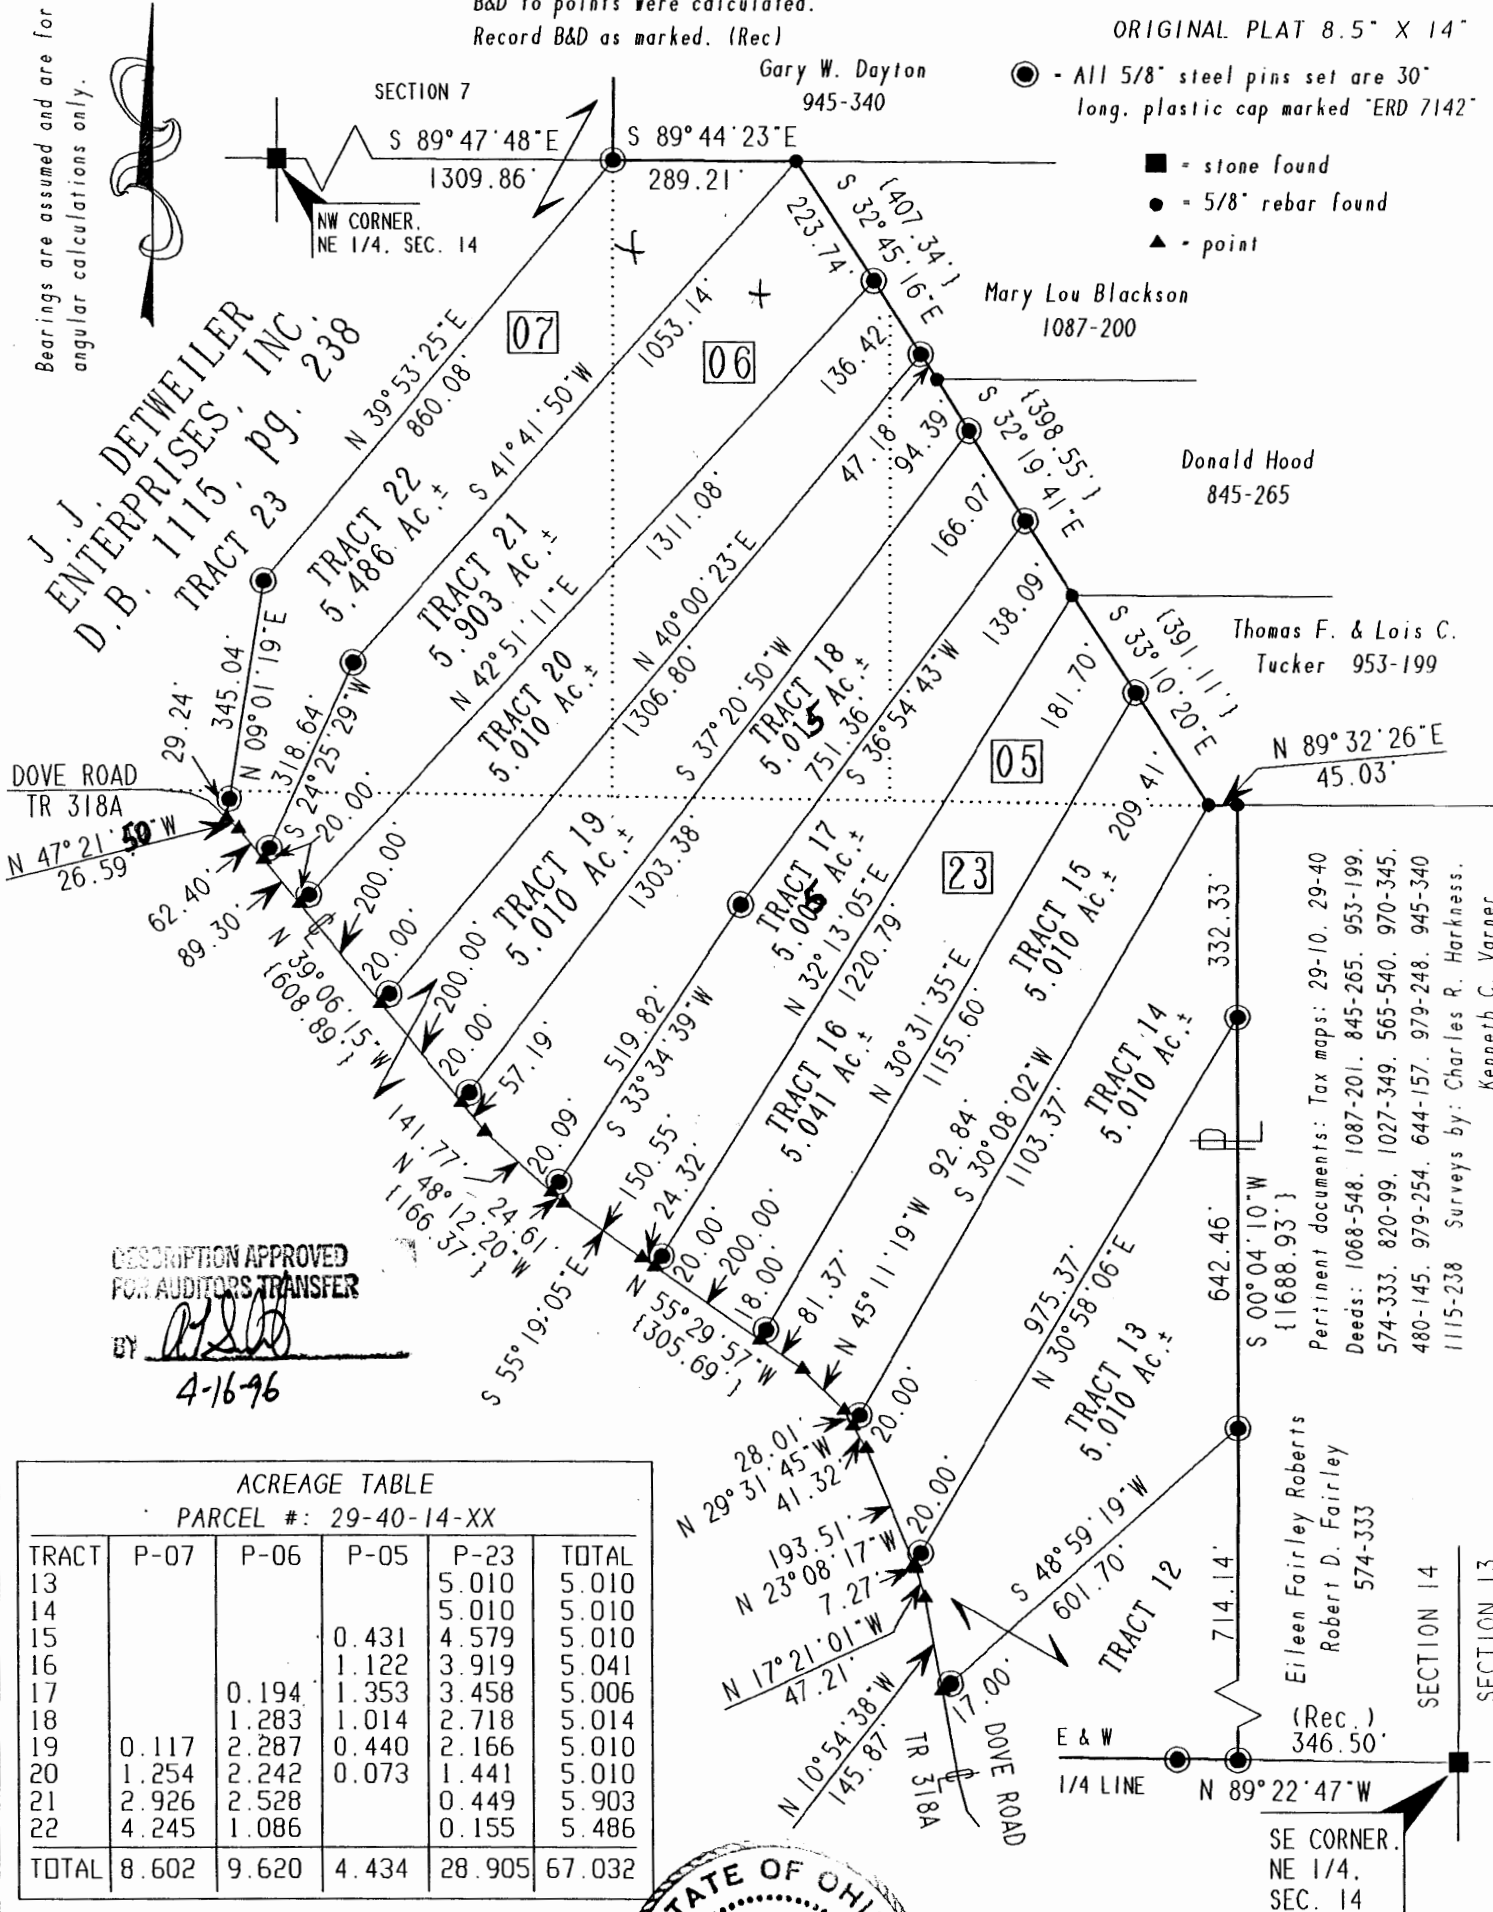 B&D to points were calculated.
Record B&D as marked. (Rec)
ORIGINAL PLAT 8.5" X 14"
- All 5/8" steel pins set are 30"
long, plastic cap marked "ERD 7142"
= stone found
= 5/8" rebar found
- point
Bearings are assumed and are for
angular calculations only.
SECTION 7
Gary W. Dayton
945-340
S 89°47'48"E
1309.86'
S 89°44'23"E
289.21'
NW CORNER,
NE 1/4, SEC. 14
{407.34'}
S 32°45'16"E
223.74'
136.42'
Mary Lou Blackson
1087-200
47.18
94.39'
{398.55'}
S 32°19'41"E
166.07'
138.09'
Donald Hood
845-265
{391.11'}
S 33°10'20"E
181.70'
209.41'
Thomas F. & Lois C.
Tucker 953-199
N 89°32'26"E
45.03'
07
06
05
23
J.J. DETWEILER
ENTERPRISES, INC.
D.B. 1115, pg. 238
TRACT 23
N 39°53'25"E
860.08'
TRACT 22
5.486 Ac.±
S 41°41'50"W
1053.14'
TRACT 21
5.903 Ac.±
N 42°51'11"E
1311.08'
TRACT 20
5.010 Ac.±
N 40°00'23"E
1306.80'
TRACT 19
5.010 Ac.±
S 37°20'50"W
1303.38'
TRACT 18
5.015 Ac.±
751.36'
S 36°54'43"W
TRACT 17
5.005 Ac.±
519.82'
S 33°34'39"W
N 32°13'05"E
1220.79'
TRACT 16
5.041 Ac.±
N 30°31'35"E
1155.60'
TRACT 15
5.010 Ac.±
S 30°08'02"W
1103.37'
TRACT 14
5.010 Ac.±
N 30°58'06"E
975.37'
TRACT 13
5.010 Ac.±
S 48°59'19"W
601.70'
TRACT 12
29.24'
345.04'
N 09°01'19"E
318.64'
S 24°25'29"W
20.00'
DOVE ROAD
TR 318A
N 47°21'50"W
26.59'
62.40'
89.30'
N 39°06'15"W
{608.89'}
200.00'
20.00'
200.00'
20.00'
57.19'
141.77'
N 48°12'20"W
{166.37'}
20.09'
24.61'
150.55'
S 55°19'05"E
24.32'
20.00'
200.00'
N 55°29'57"W
{305.69'}
18.00'
81.37'
N 45°11'19"W 92.84'
20.00'
28.01'
N 29°31'45"W
41.32'
193.51'
N 23°08'17"W
20.00'
7.27'
N 17°21'01"W
47.21'
N 10°54'38"W
145.87'
17.00'
DOVE ROAD
TR 318A
332.33'
PL
642.46'
S 00°04'10"W
{1688.93'}
714.14'
Pertinent documents: Tax maps: 29-10, 29-40
Deeds: 1068-548, 1087-201, 845-265, 953-199,
574-333, 820-99, 1027-349, 565-540, 970-345,
480-145, 979-254, 644-157, 979-248, 945-340
1115-238 Surveys by: Charles R. Harkness,
Kenneth C. Varner
Eileen Fairley Roberts
Robert D. Fairley
574-333
SECTION 14
SECTION 13
E & W
1/4 LINE
(Rec.)
346.50'
N 89°22'47"W
SE CORNER,
NE 1/4,
SEC. 14
DESCRIPTION APPROVED
FOR AUDITORS TRANSFER
BY
4-16-96
ACREAGE TABLE
PARCEL #: 29-40-14-XX
TRACT P-07 P-06 P-05 P-23 TOTAL
13 5.010 5.010
14 5.010 5.010
15 0.431 4.579 5.010
16 1.122 3.919 5.041
17 0.194 1.353 3.458 5.006
18 1.283 1.014 2.718 5.014
19 0.117 2.287 0.440 2.166 5.010
20 1.254 2.242 0.073 1.441 5.010
21 2.926 2.528 0.449 5.903
22 4.245 1.086 0.155 5.486
TOTAL 8.602 9.620 4.434 28.905 67.032
STATE OF OHI